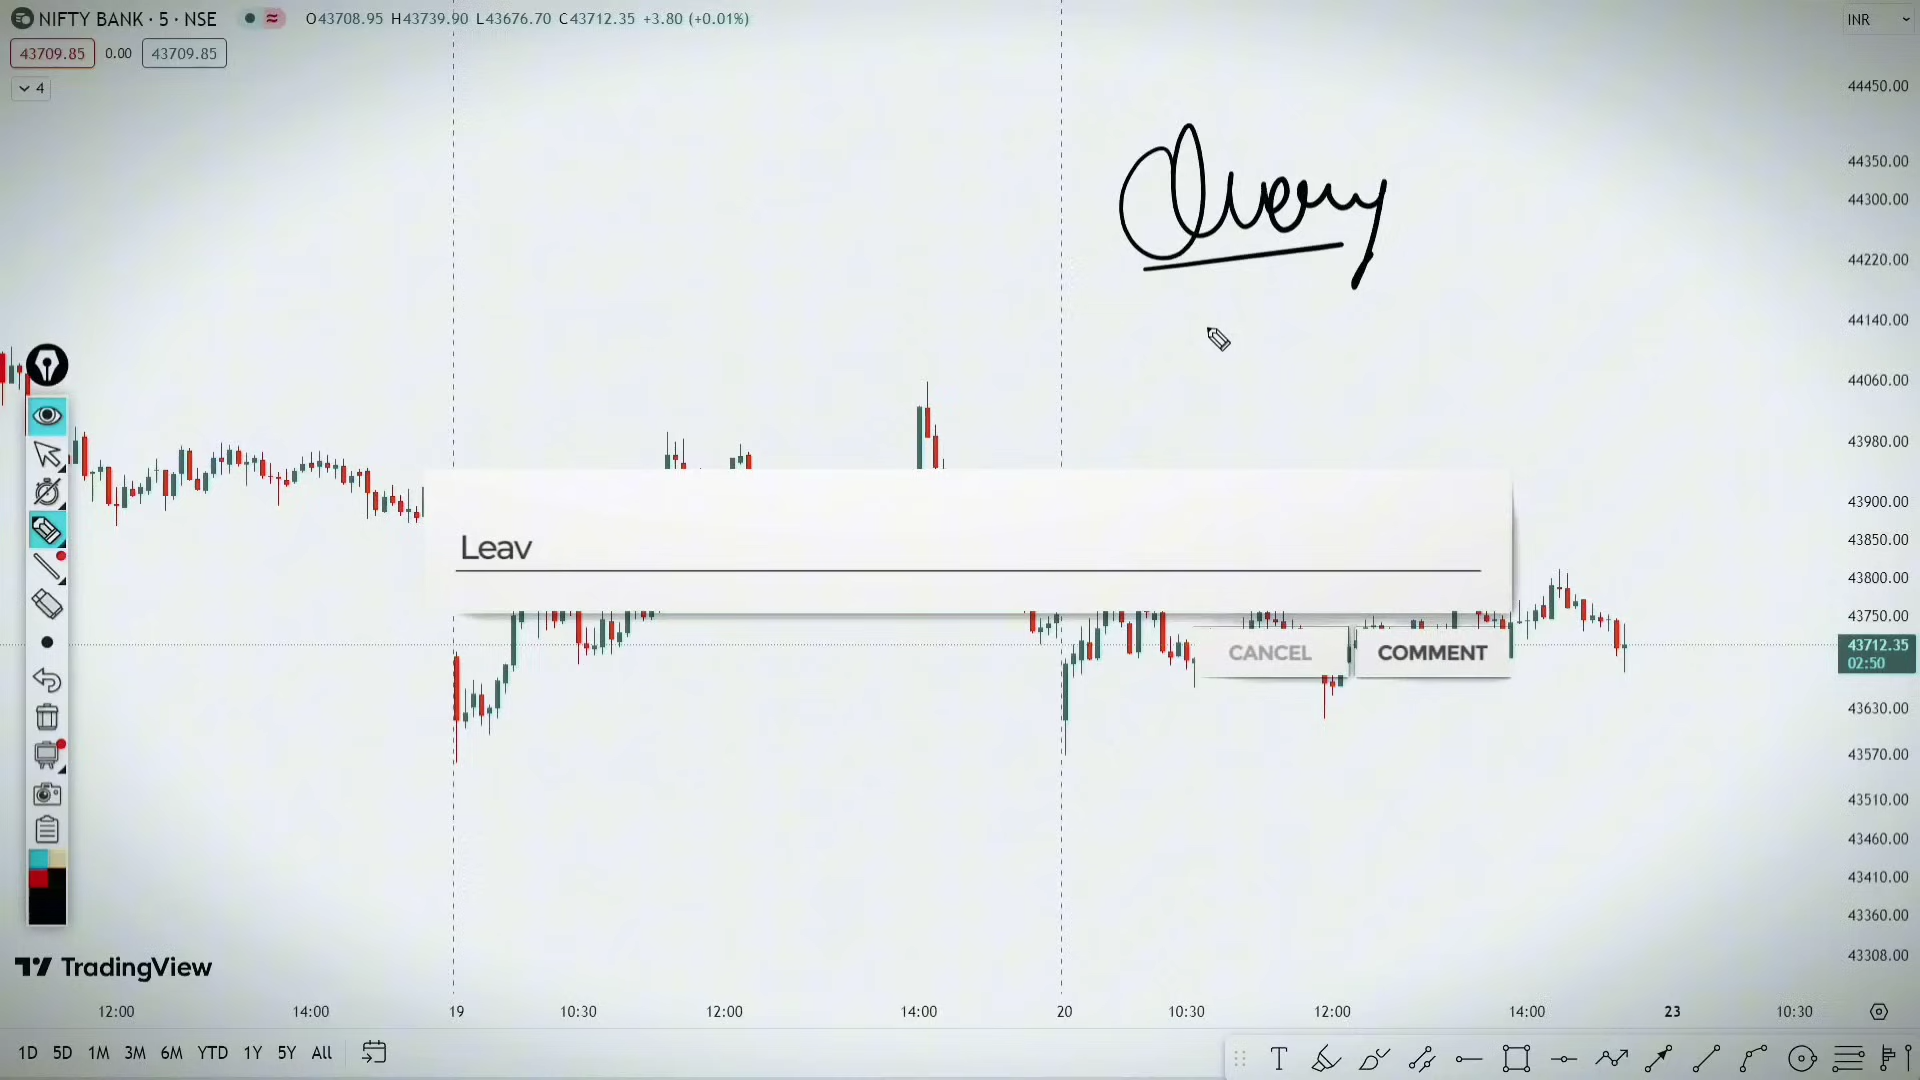 NIFTY BANK · 5 · NSE O43708.95 H43739.90 L43676.70 C43712.35 +3.80 (+0.01%) INR
43709.85 0.00 43709.85
4
44450.00
44350.00
44300.00
44220.00
44140.00
44060.00
43980.00
43900.00
43850.00
43800.00
43750.00
43712.35
02:50
43630.00
43570.00
43510.00
43460.00
43410.00
43360.00
43308.00
Query
Leav
CANCEL COMMENT
TradingView
12:00 14:00 19 10:30 12:00 14:00 20 10:30 12:00 14:00 23 10:30
1D 5D 1M 3M 6M YTD 1Y 5Y All